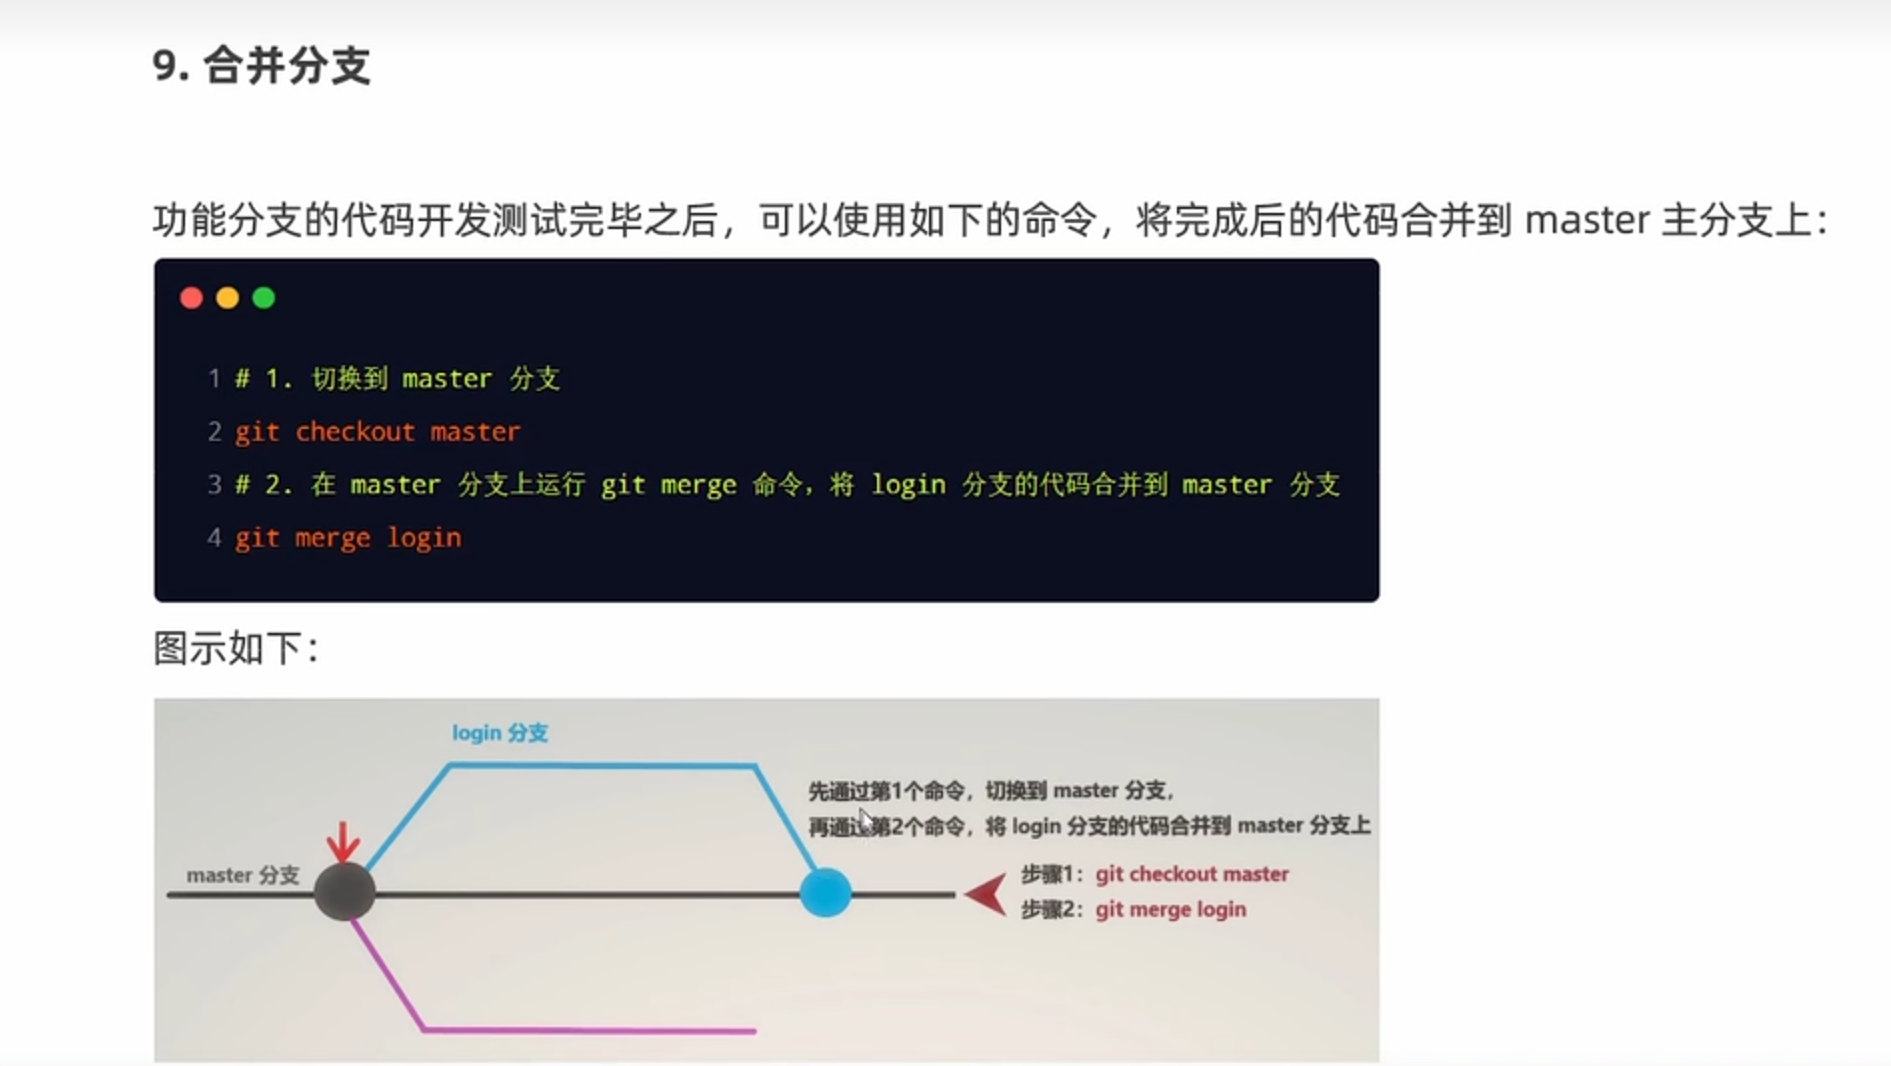 9. 合并分支
功能分支的代码开发测试完毕之后，可以使用如下的命令，将完成后的代码合并到 master 主分支上：
1 # 1. 切换到 master 分支
2 git checkout master
3 # 2. 在 master 分支上运行 git merge 命令，将 login 分支的代码合并到 master 分支
4 git merge login
图示如下：
login 分支
先通过第1个命令，切换到 master 分支，
再通过第2个命令，将 login 分支的代码合并到 master 分支上
master 分支
步骤1：git checkout master
步骤2：git merge login